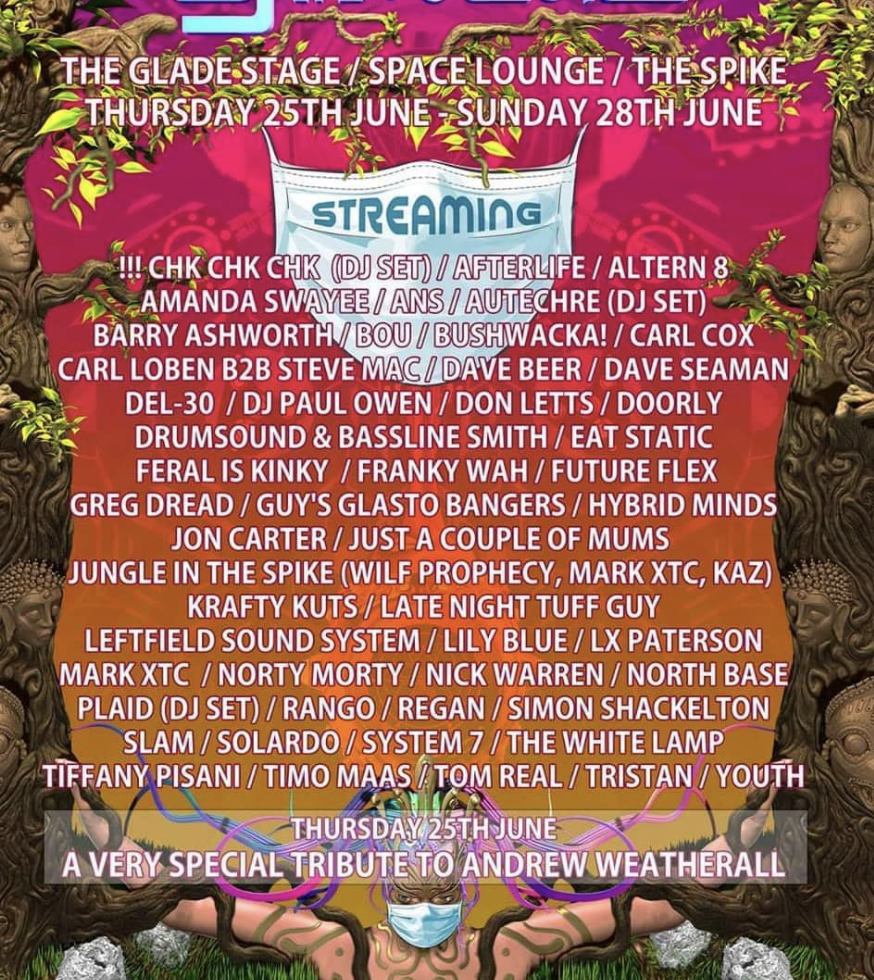 THE GLADE STAGE / SPACE LOUNGE / THE SPIKE
THURSDAY 25TH JUNE - SUNDAY 28TH JUNE
STREAMING
!!! CHK CHK CHK (DJ SET) / AFTERLIFE / ALTERN 8
AMANDA SWAYEE / ANS / AUTECHRE (DJ SET)
BARRY ASHWORTH / BOU / BUSHWACKA! / CARL COX
CARL LOBEN B2B STEVE MAC / DAVE BEER / DAVE SEAMAN
DEL-30 / DJ PAUL OWEN / DON LETTS / DOORLY
DRUMSOUND & BASSLINE SMITH / EAT STATIC
FERAL IS KINKY / FRANKY WAH / FUTURE FLEX
GREG DREAD / GUY'S GLASTO BANGERS / HYBRID MINDS
JON CARTER / JUST A COUPLE OF MUMS
JUNGLE IN THE SPIKE (WILF PROPHECY, MARK XTC, KAZ)
KRAFTY KUTS / LATE NIGHT TUFF GUY
LEFTFIELD SOUND SYSTEM / LILY BLUE / LX PATERSON
MARK XTC / NORTY MORTY / NICK WARREN / NORTH BASE
PLAID (DJ SET) / RANGO / REGAN / SIMON SHACKELTON
SLAM / SOLARDO / SYSTEM 7 / THE WHITE LAMP
TIFFANY PISANI / TIMO MAAS / TOM REAL / TRISTAN / YOUTH
THURSDAY 25TH JUNE
A VERY SPECIAL TRIBUTE TO ANDREW WEATHERALL